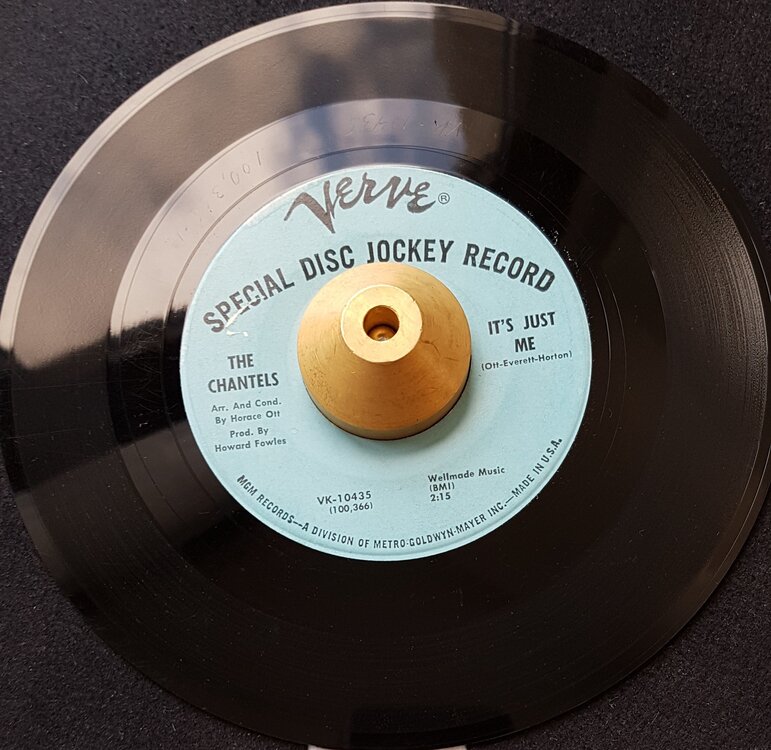 VERVE®
SPECIAL DISC JOCKEY RECORD
THE
CHANTELS
Arr. And Cond.
By Horace Ott
Prod. By
Howard Fowles
IT'S JUST
ME
(Ott-Everett-Horton)
VK-10435
(100,366)
Wellmade Music
(BMI)
2:15
MGM RECORDS—A DIVISION OF METRO-GOLDWYN-MAYER INC.—MADE IN U.S.A.